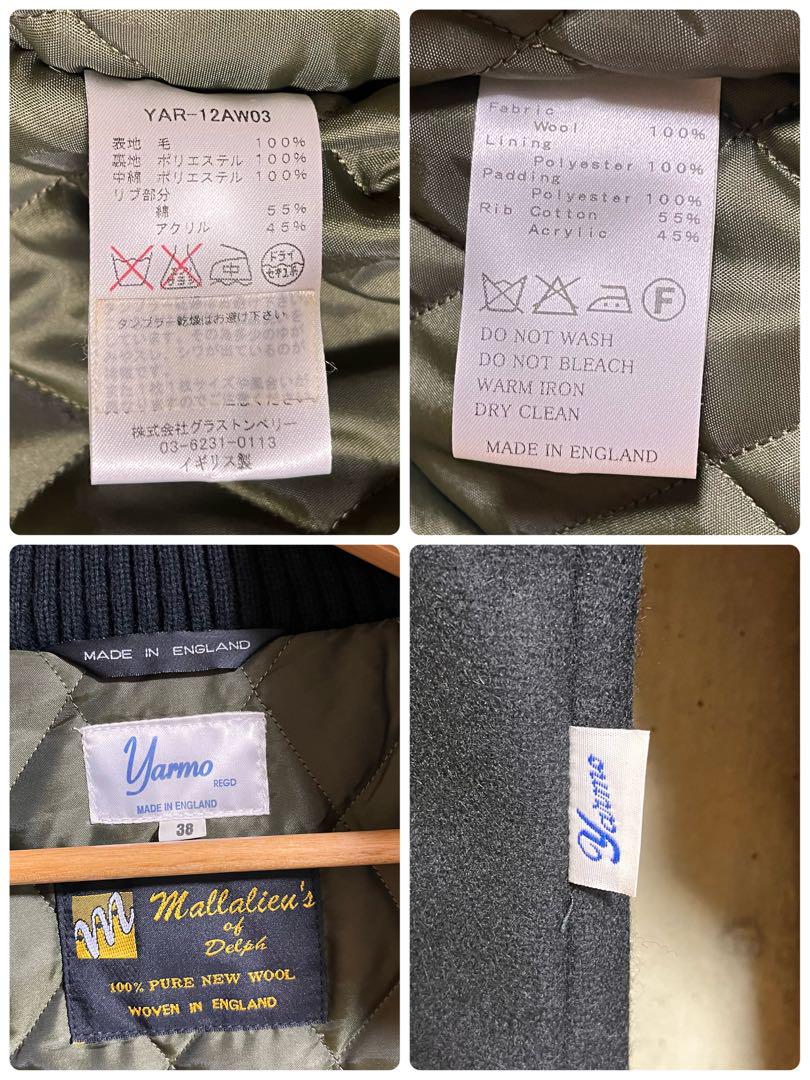 YAR-12AW03
表地 毛 100%
裏地 ポリエステル 100%
中綿 ポリエステル 100%
リブ部分
綿 55%
アクリル 45%
中
ドライ
セキユ系
タンブラー乾燥はお避け下さい
株式会社グラストンベリー
03-6231-0113
イギリス製
Fabric
Wool 100%
Lining
Polyester 100%
Padding
Polyester 100%
Rib Cotton 55%
Acrylic 45%
F
DO NOT WASH
DO NOT BLEACH
WARM IRON
DRY CLEAN
MADE IN ENGLAND
MADE IN ENGLAND
Yarmo
REGD
MADE IN ENGLAND
38
Mallalieu's
of
Delph
100% PURE NEW WOOL
WOVEN IN ENGLAND
Yarmo